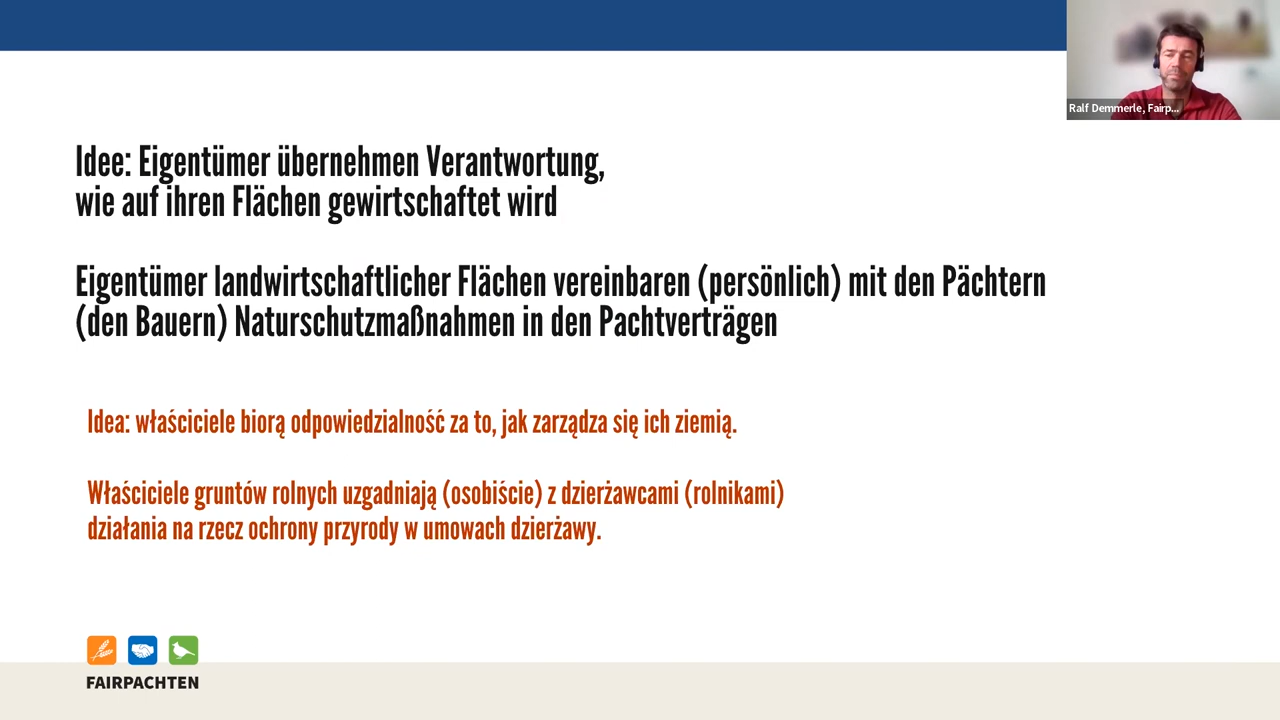 Ralf Demmerle, Fairp...
Idee: Eigentümer übernehmen Verantwortung,
wie auf ihren Flächen gewirtschaftet wird
Eigentümer landwirtschaftlicher Flächen vereinbaren (persönlich) mit den Pächtern
(den Bauern) Naturschutzmaßnahmen in den Pachtverträgen
Idea: właściciele biorą odpowiedzialność za to, jak zarządza się ich ziemią.
Właściciele gruntów rolnych uzgadniają (osobiście) z dzierżawcami (rolnikami)
działania na rzecz ochrony przyrody w umowach dzierżawy.
FAIRPACHTEN